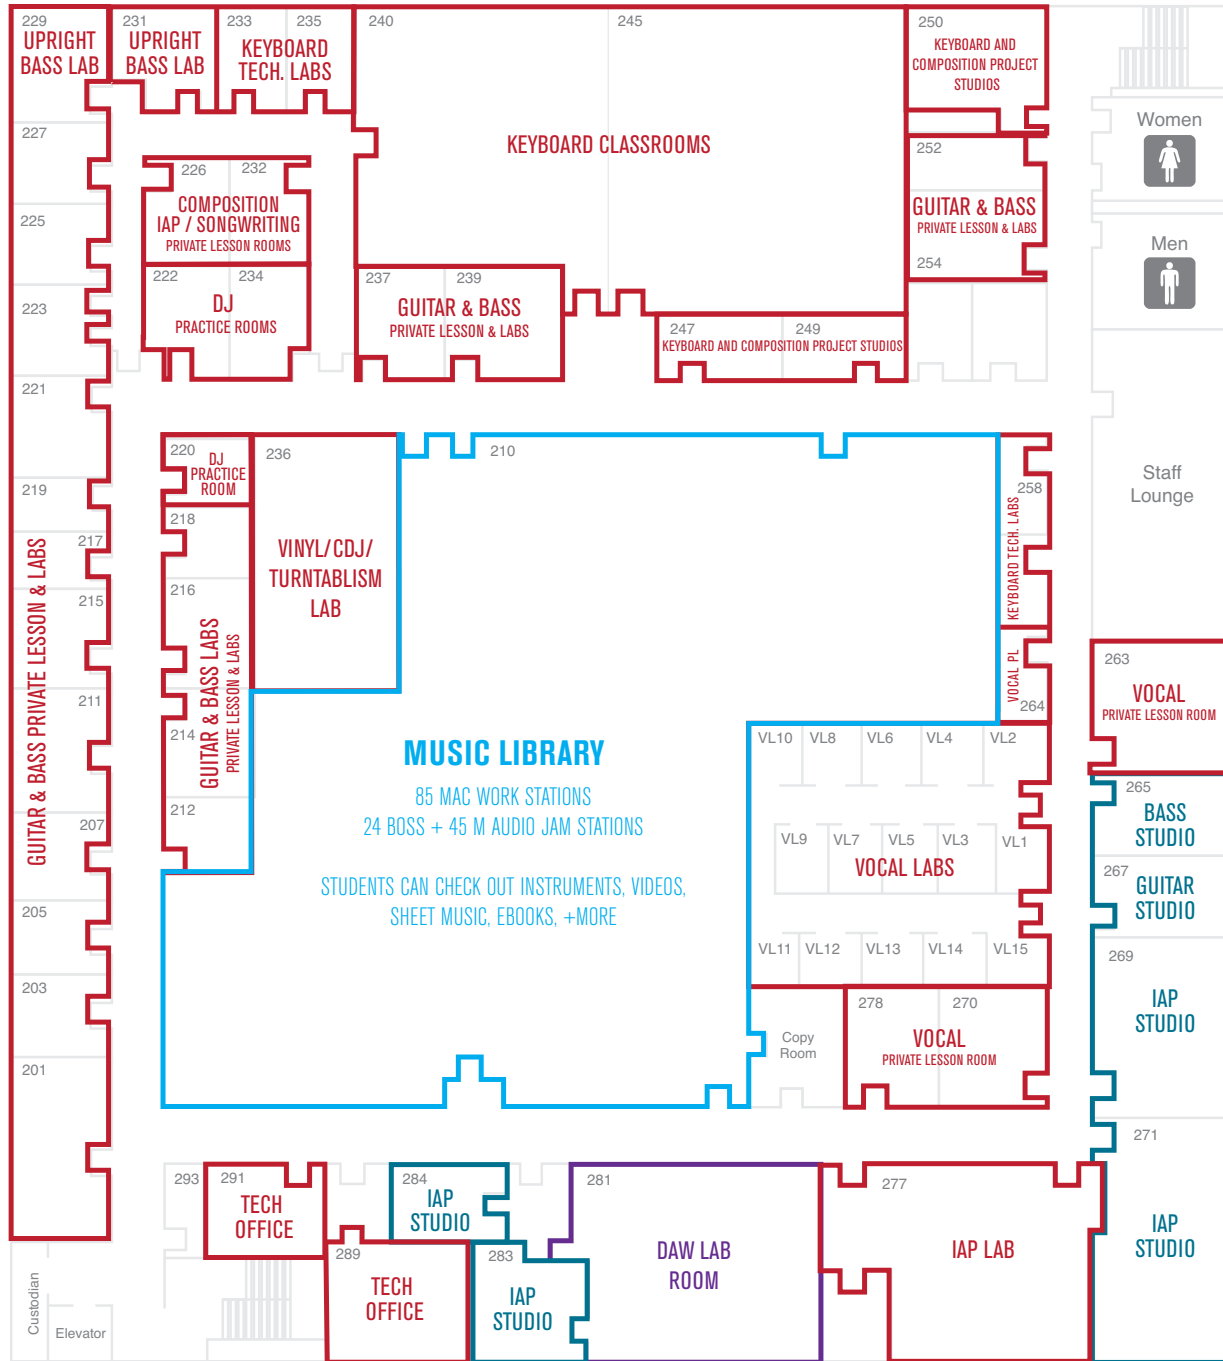 229
UPRIGHT
BASS LAB
231
UPRIGHT
BASS LAB
233
235
KEYBOARD
TECH. LABS
240
245
KEYBOARD CLASSROOMS
250
KEYBOARD AND
COMPOSITION PROJECT
STUDIOS
Women
227
226
232
COMPOSITION
IAP / SONGWRITING
PRIVATE LESSON ROOMS
252
GUITAR & BASS
PRIVATE LESSON & LABS
254
225
Men
222
234
DJ
PRACTICE ROOMS
237
239
GUITAR & BASS
PRIVATE LESSON & LABS
247
249
KEYBOARD AND COMPOSITION PROJECT STUDIOS
223
221
220
DJ
PRACTICE
ROOM
236
VINYL/CDJ/
TURNTABLISM
LAB
210
258
KEYBOARD TECH. LABS
Staff
Lounge
219
217
215
211
207
205
203
201
GUITAR & BASS PRIVATE LESSON & LABS
218
216
214
212
GUITAR & BASS LABS
PRIVATE LESSON & LABS
VOCAL PL
264
263
VOCAL
PRIVATE LESSON ROOM
MUSIC LIBRARY
85 MAC WORK STATIONS
24 BOSS + 45 M AUDIO JAM STATIONS
STUDENTS CAN CHECK OUT INSTRUMENTS, VIDEOS,
SHEET MUSIC, EBOOKS, +MORE
VL10
VL8
VL6
VL4
VL2
VL9
VL7
VL5
VL3
VL1
VOCAL LABS
VL11
VL12
VL13
VL14
VL15
265
BASS
STUDIO
267
GUITAR
STUDIO
269
IAP
STUDIO
Copy
Room
278
270
VOCAL
PRIVATE LESSON ROOM
271
IAP
STUDIO
293
291
TECH
OFFICE
284
IAP
STUDIO
281
DAW LAB
ROOM
277
IAP LAB
289
TECH
OFFICE
283
IAP
STUDIO
Custodian
Elevator